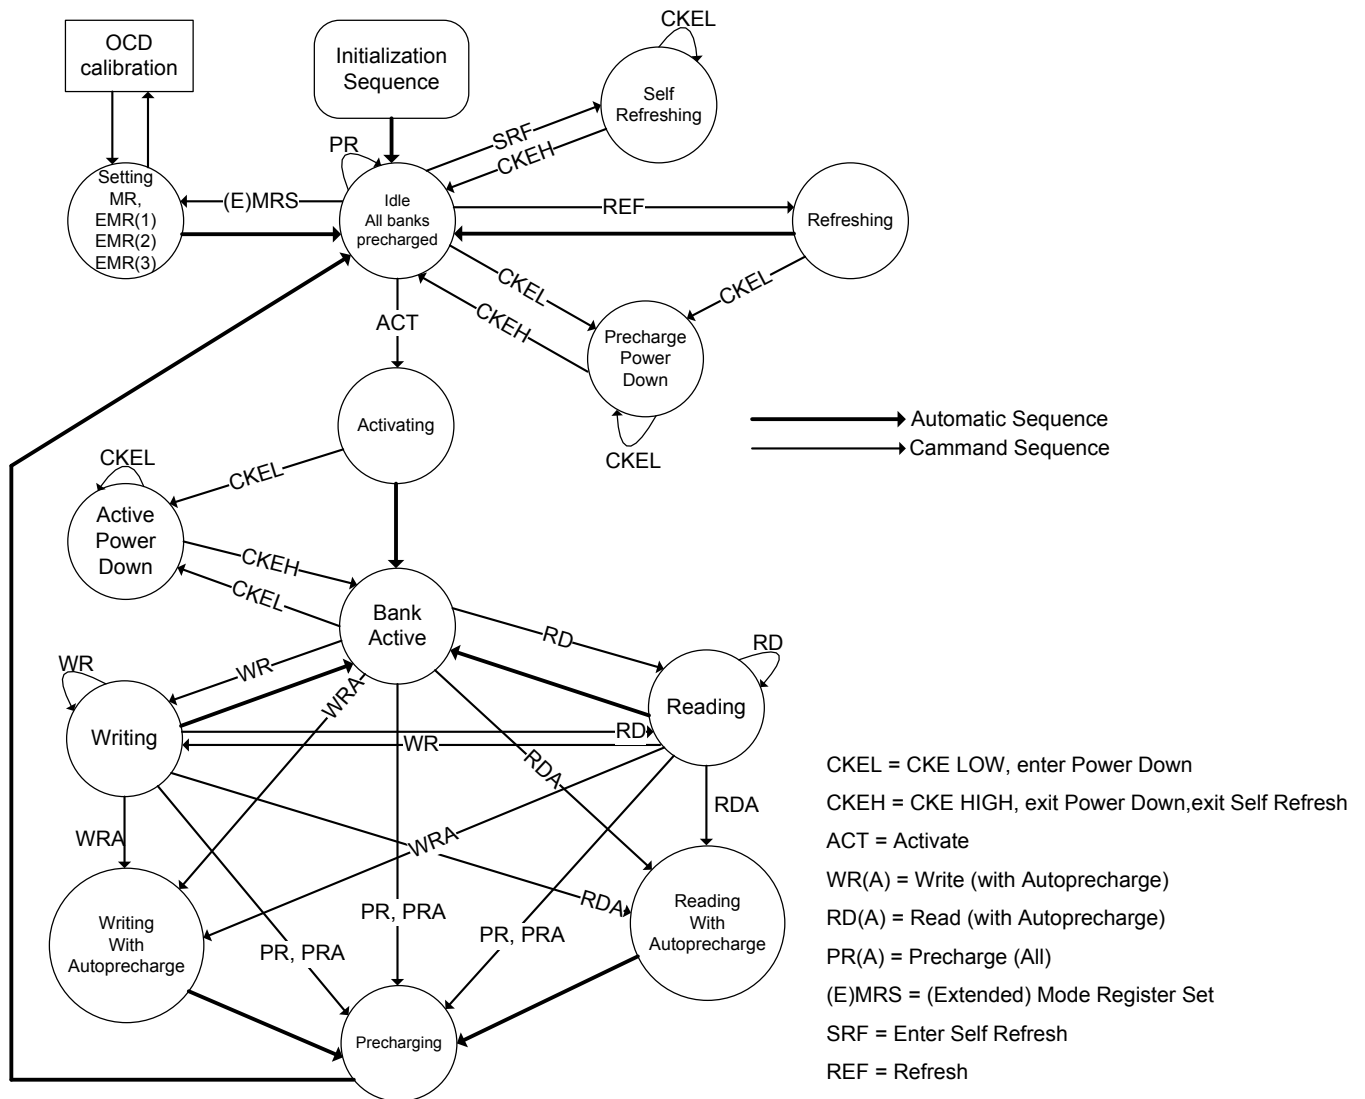 OCD
calibration
Initialization
Sequence
CKEL
Self
Refreshing
PR
SRF
CKEH
Setting
MR,
EMR(1)
EMR(2)
EMR(3)
(E)MRS
Idle
All banks
precharged
REF
Refreshing
CKEL
CKEH
CKEL
ACT
Precharge
Power
Down
CKEL
Activating
Automatic Sequence
Cammand Sequence
CKEL
CKEL
Active
Power
Down
CKEH
CKEL
Bank
Active
RD
RD
WR
WR
WRA
Reading
Writing
RD
WR
RDA
RDA
WRA
WRA
RDA
Writing
With
Autoprecharge
PR, PRA
PR, PRA
PR, PRA
Reading
With
Autoprecharge
Precharging
CKEL = CKE LOW, enter Power Down
CKEH = CKE HIGH, exit Power Down,exit Self Refresh
ACT = Activate
WR(A) = Write (with Autoprecharge)
RD(A) = Read (with Autoprecharge)
PR(A) = Precharge (All)
(E)MRS = (Extended) Mode Register Set
SRF = Enter Self Refresh
REF = Refresh